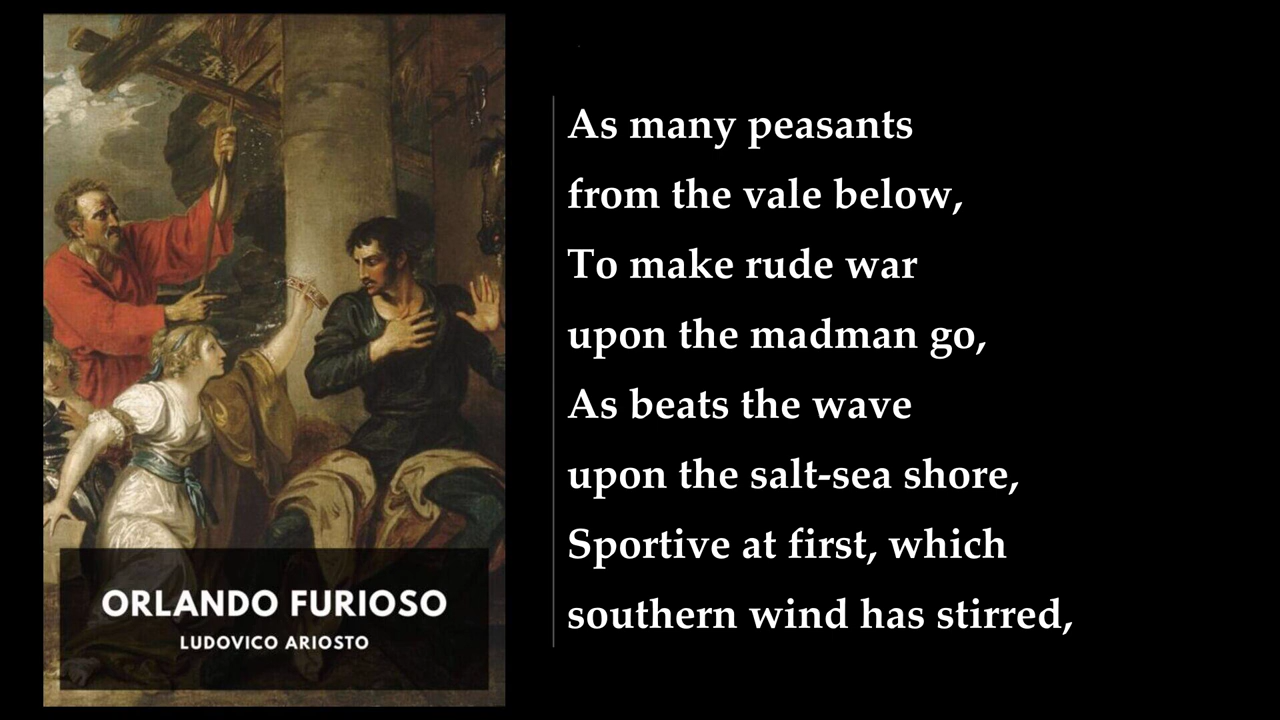 ORLANDO FURIOSO
LUDOVICO ARIOSTO
As many peasants
from the vale below,
To make rude war
upon the madman go,
As beats the wave
upon the salt-sea shore,
Sportive at first, which
southern wind has stirred,